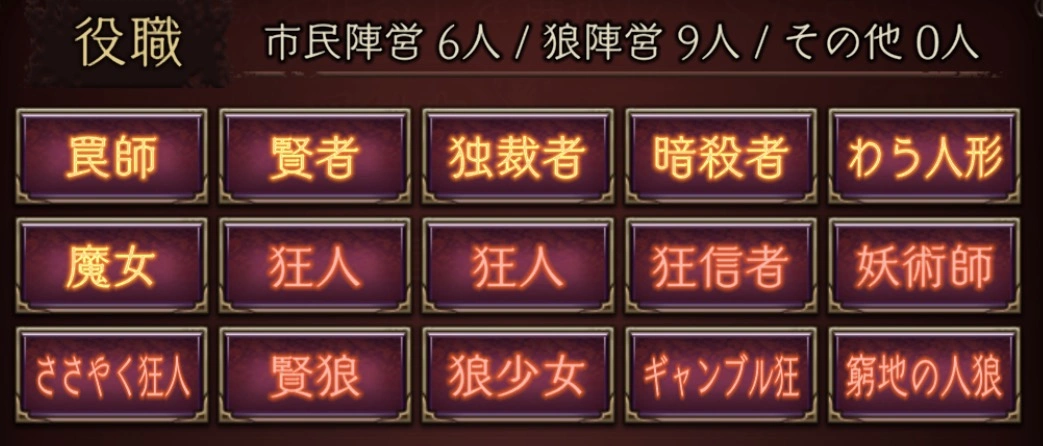 役職 市民陣営 6人 / 狼陣営 9人 / その他 0人
罠師 賢者 独裁者 暗殺者 わら人形
魔女 狂人 狂人 狂信者 妖術師
ささやく狂人 賢狼 狼少女 ギャンブル狂 窮地の人狼